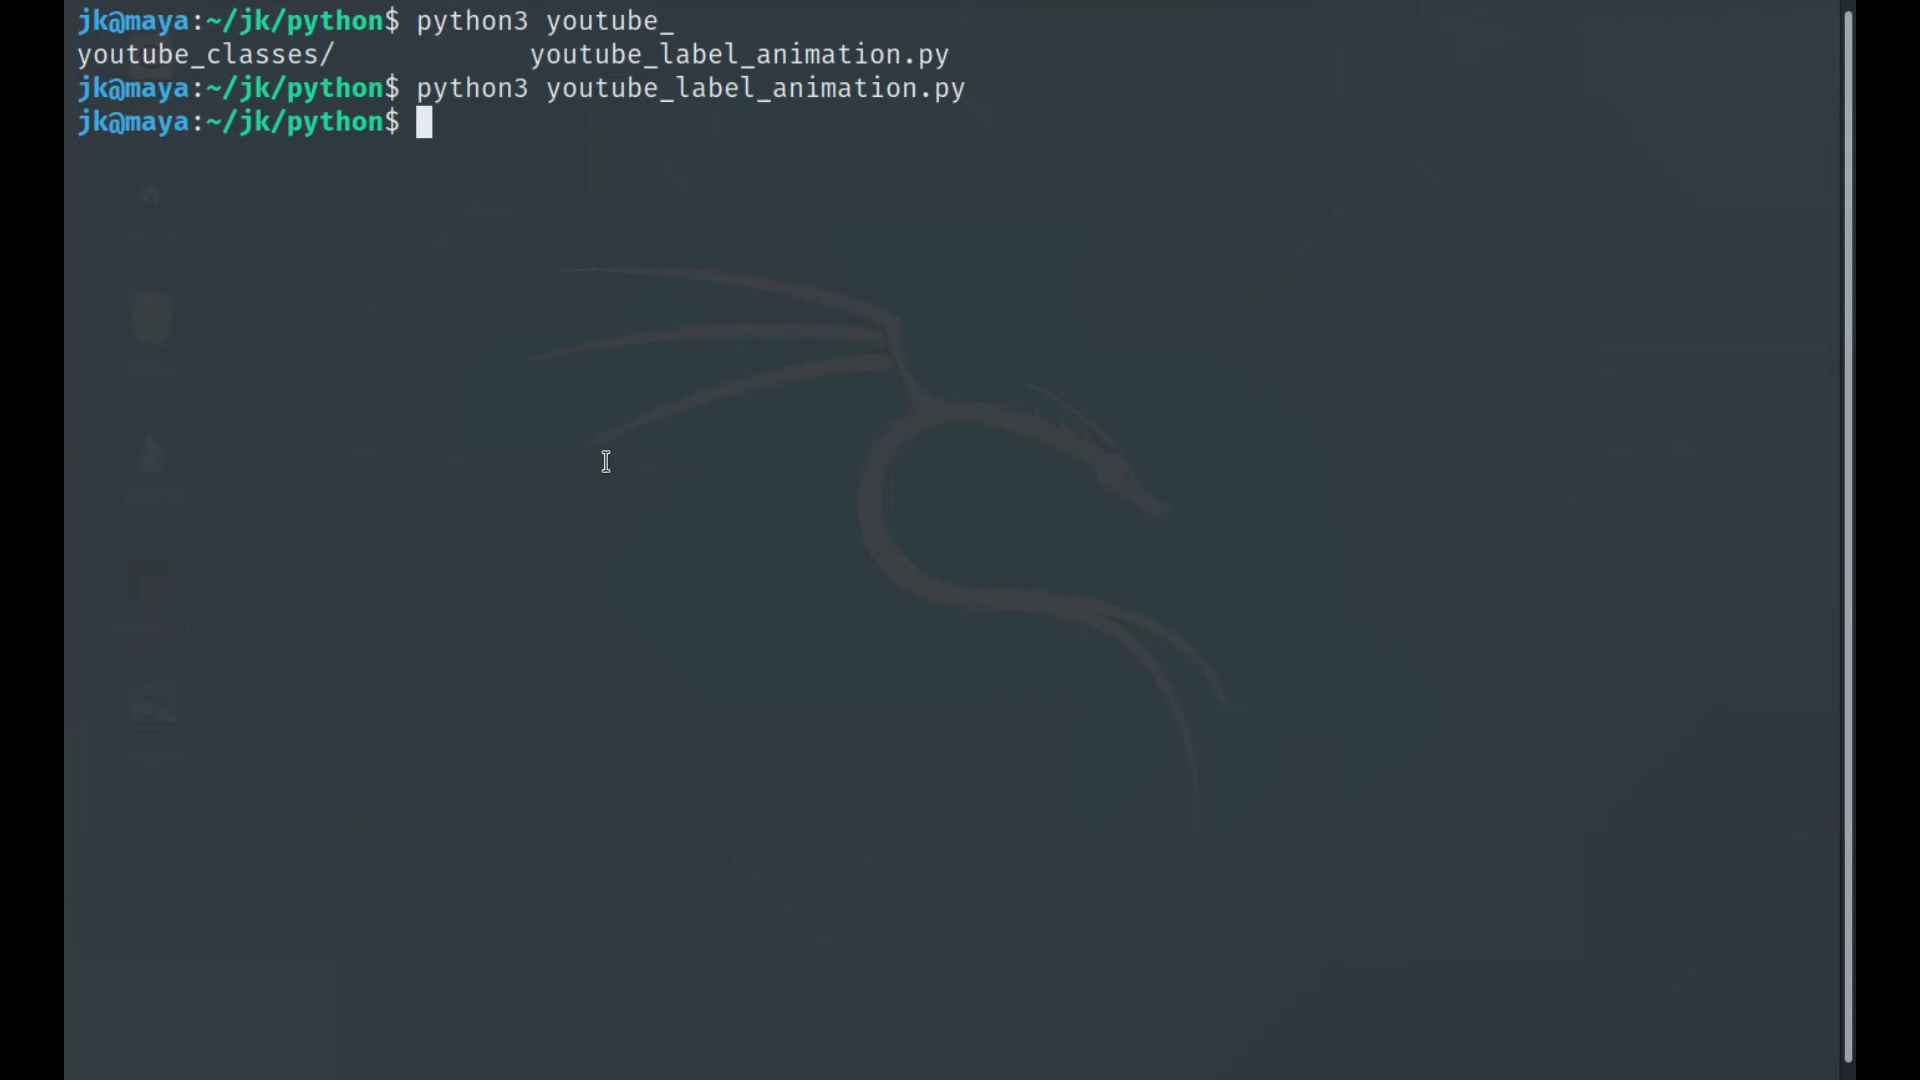 jk@maya:~/jk/python$ python3 youtube_
youtube_classes/ youtube_label_animation.py
jk@maya:~/jk/python$ python3 youtube_label_animation.py
jk@maya:~/jk/python$